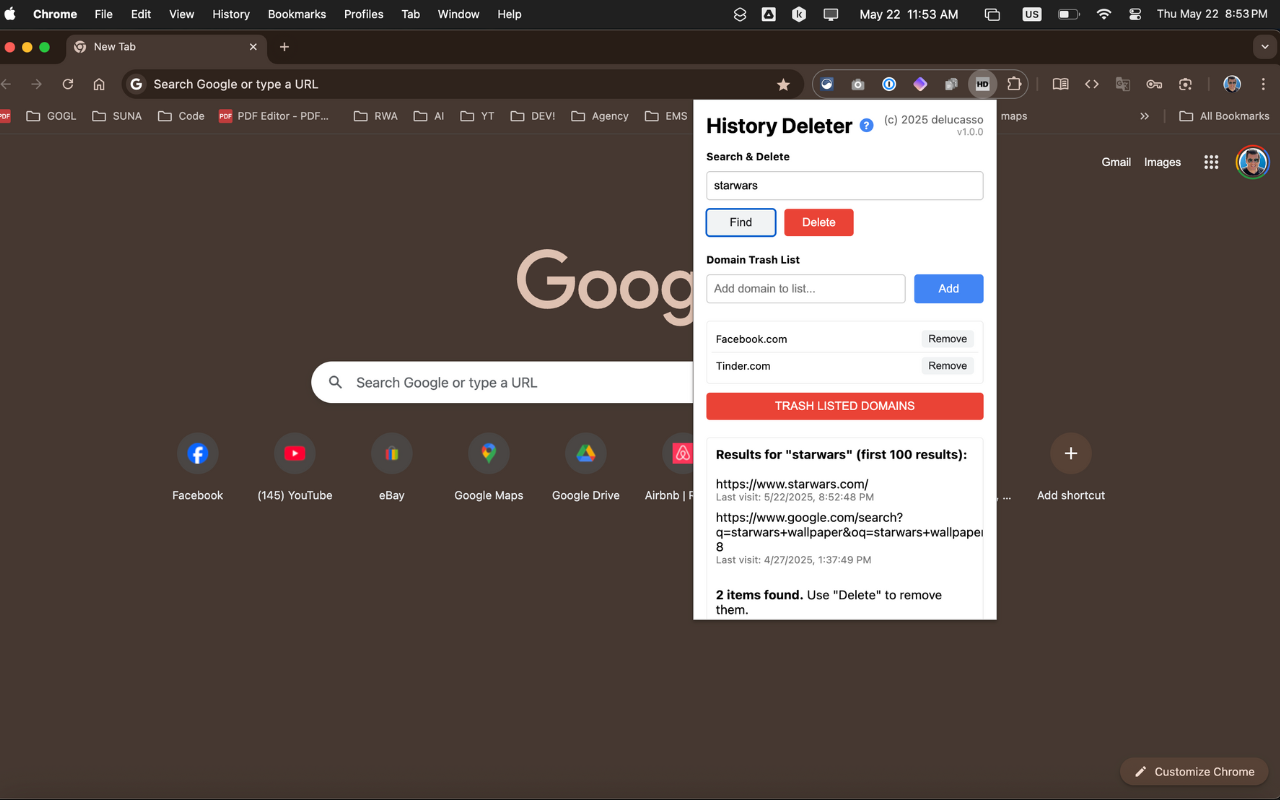 Chrome File Edit View History Bookmarks Profiles Tab Window Help May 22 11:53 AM US Thu May 22 8:53 PM
New Tab
G Search Google or type a URL HD
PDF GOGL SUNA Code PDF PDF Editor - PDF... RWA AI YT DEV! Agency EMS maps » All Bookmarks
Gmail Images
Goog
Search Google or type a URL
Facebook (145) YouTube eBay Google Maps Google Drive Airbnb | , ... Add shortcut
History Deleter ? (c) 2025 delucasso
v1.0.0
Search & Delete
starwars
Find Delete
Domain Trash List
Add domain to list... Add
Facebook.com Remove
Tinder.com Remove
TRASH LISTED DOMAINS
Results for "starwars" (first 100 results):
https://www.starwars.com/
Last visit: 5/22/2025, 8:52:48 PM
https://www.google.com/search?
q=starwars+wallpaper&oq=starwars+wallpaper
8
Last visit: 4/27/2025, 1:37:49 PM
2 items found. Use "Delete" to remove
them.
Customize Chrome